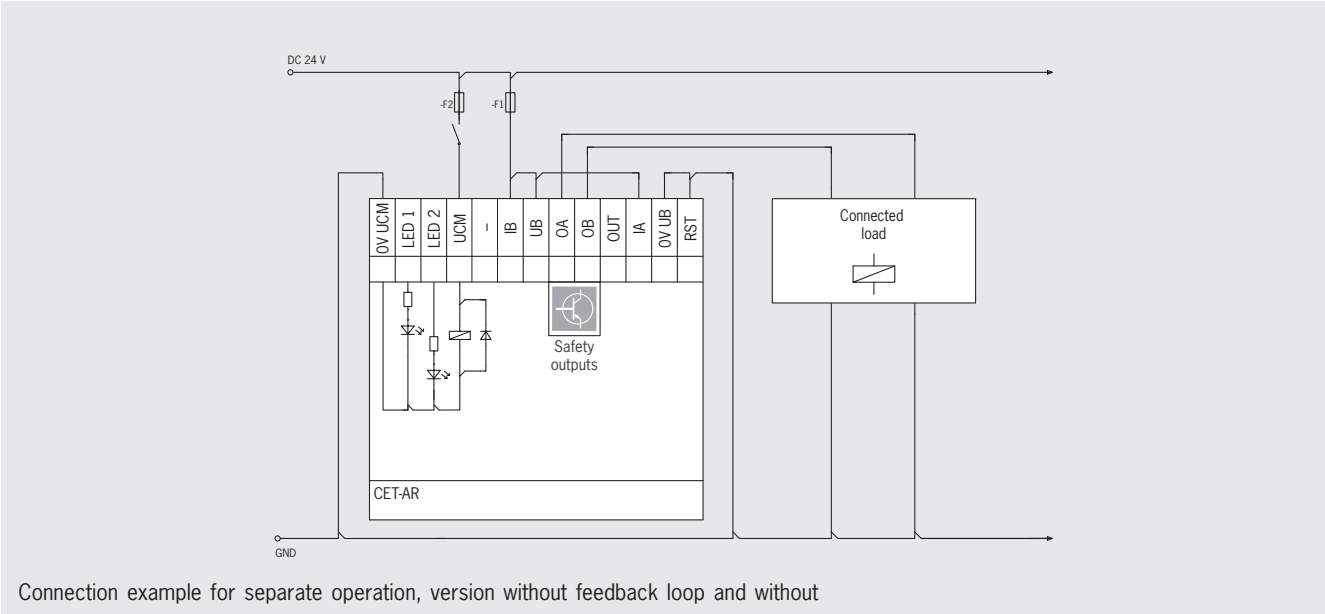 DC 24 V
-F2
-F1
0V UCM
LED 1
LED 2
UCM
–
IB
UB
OA
OB
OUT
IA
0V UB
RST
Connected
load
Safety
outputs
CET-AR
GND
Connection example for separate operation, version without feedback loop and without